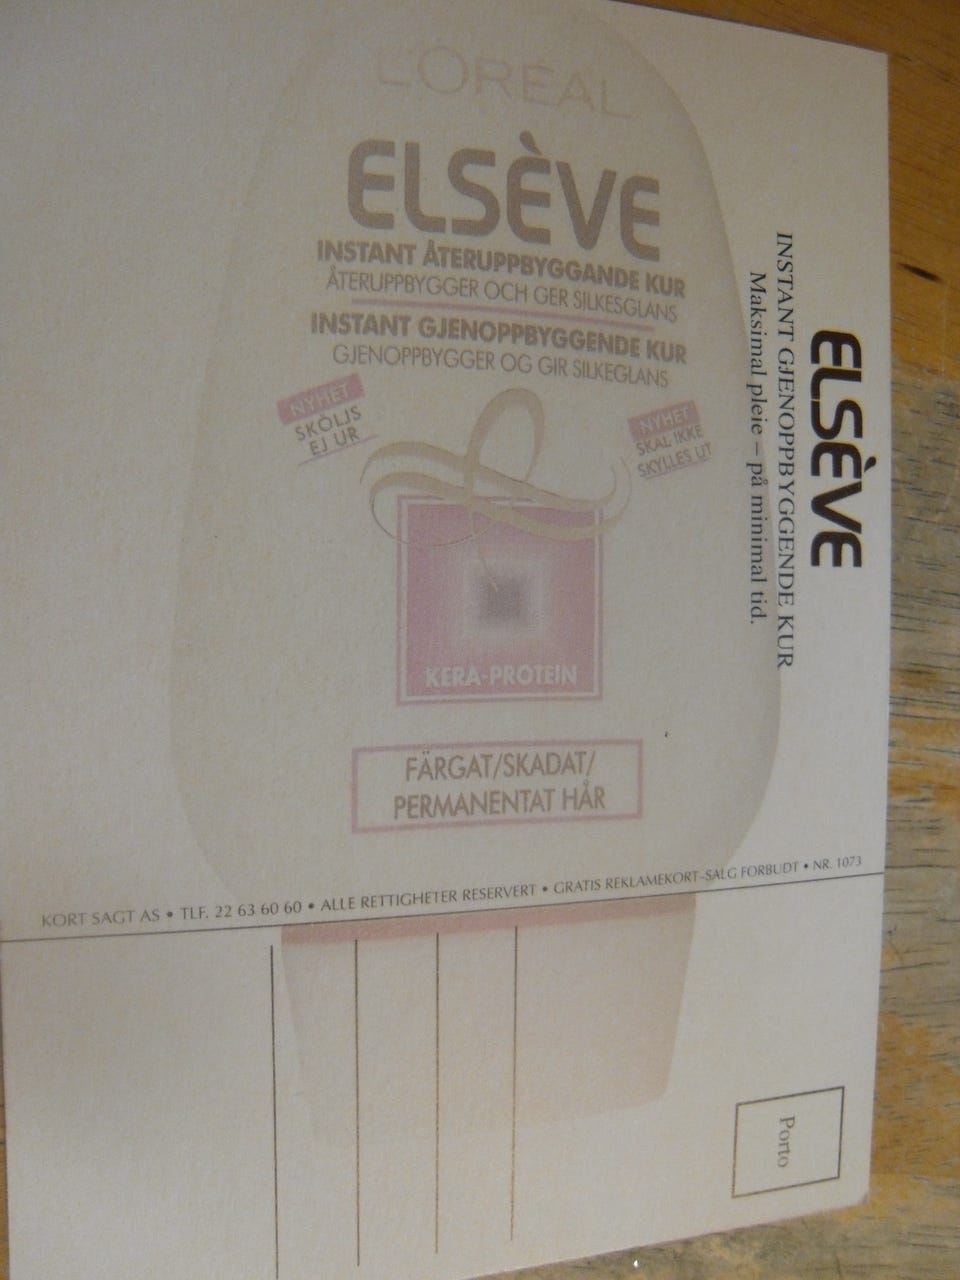 L'ORÉAL
ELSÈVE
INSTANT ÅTERUPPBYGGANDE KUR
ÅTERUPPBYGGER OCH GER SILKESGLANS
INSTANT GJENOPPBYGGENDE KUR
GJENOPPBYGGER OG GIR SILKEGLANS
NYHET
SKÖLJS
EJ UR
NYHET
SKAL IKKE
SKYLLES UT
KERA-PROTEIN
FÄRGAT/SKADAT/
PERMANENTAT HÅR
ELSÈVE
INSTANT GJENOPPBYGGENDE KUR
Maksimal pleie – på minimal tid.
KORT SAGT AS • TLF. 22 63 60 60 • ALLE RETTIGHETER RESERVERT • GRATIS REKLAMEKORT–SALG FORBUDT • NR. 1073
Porto